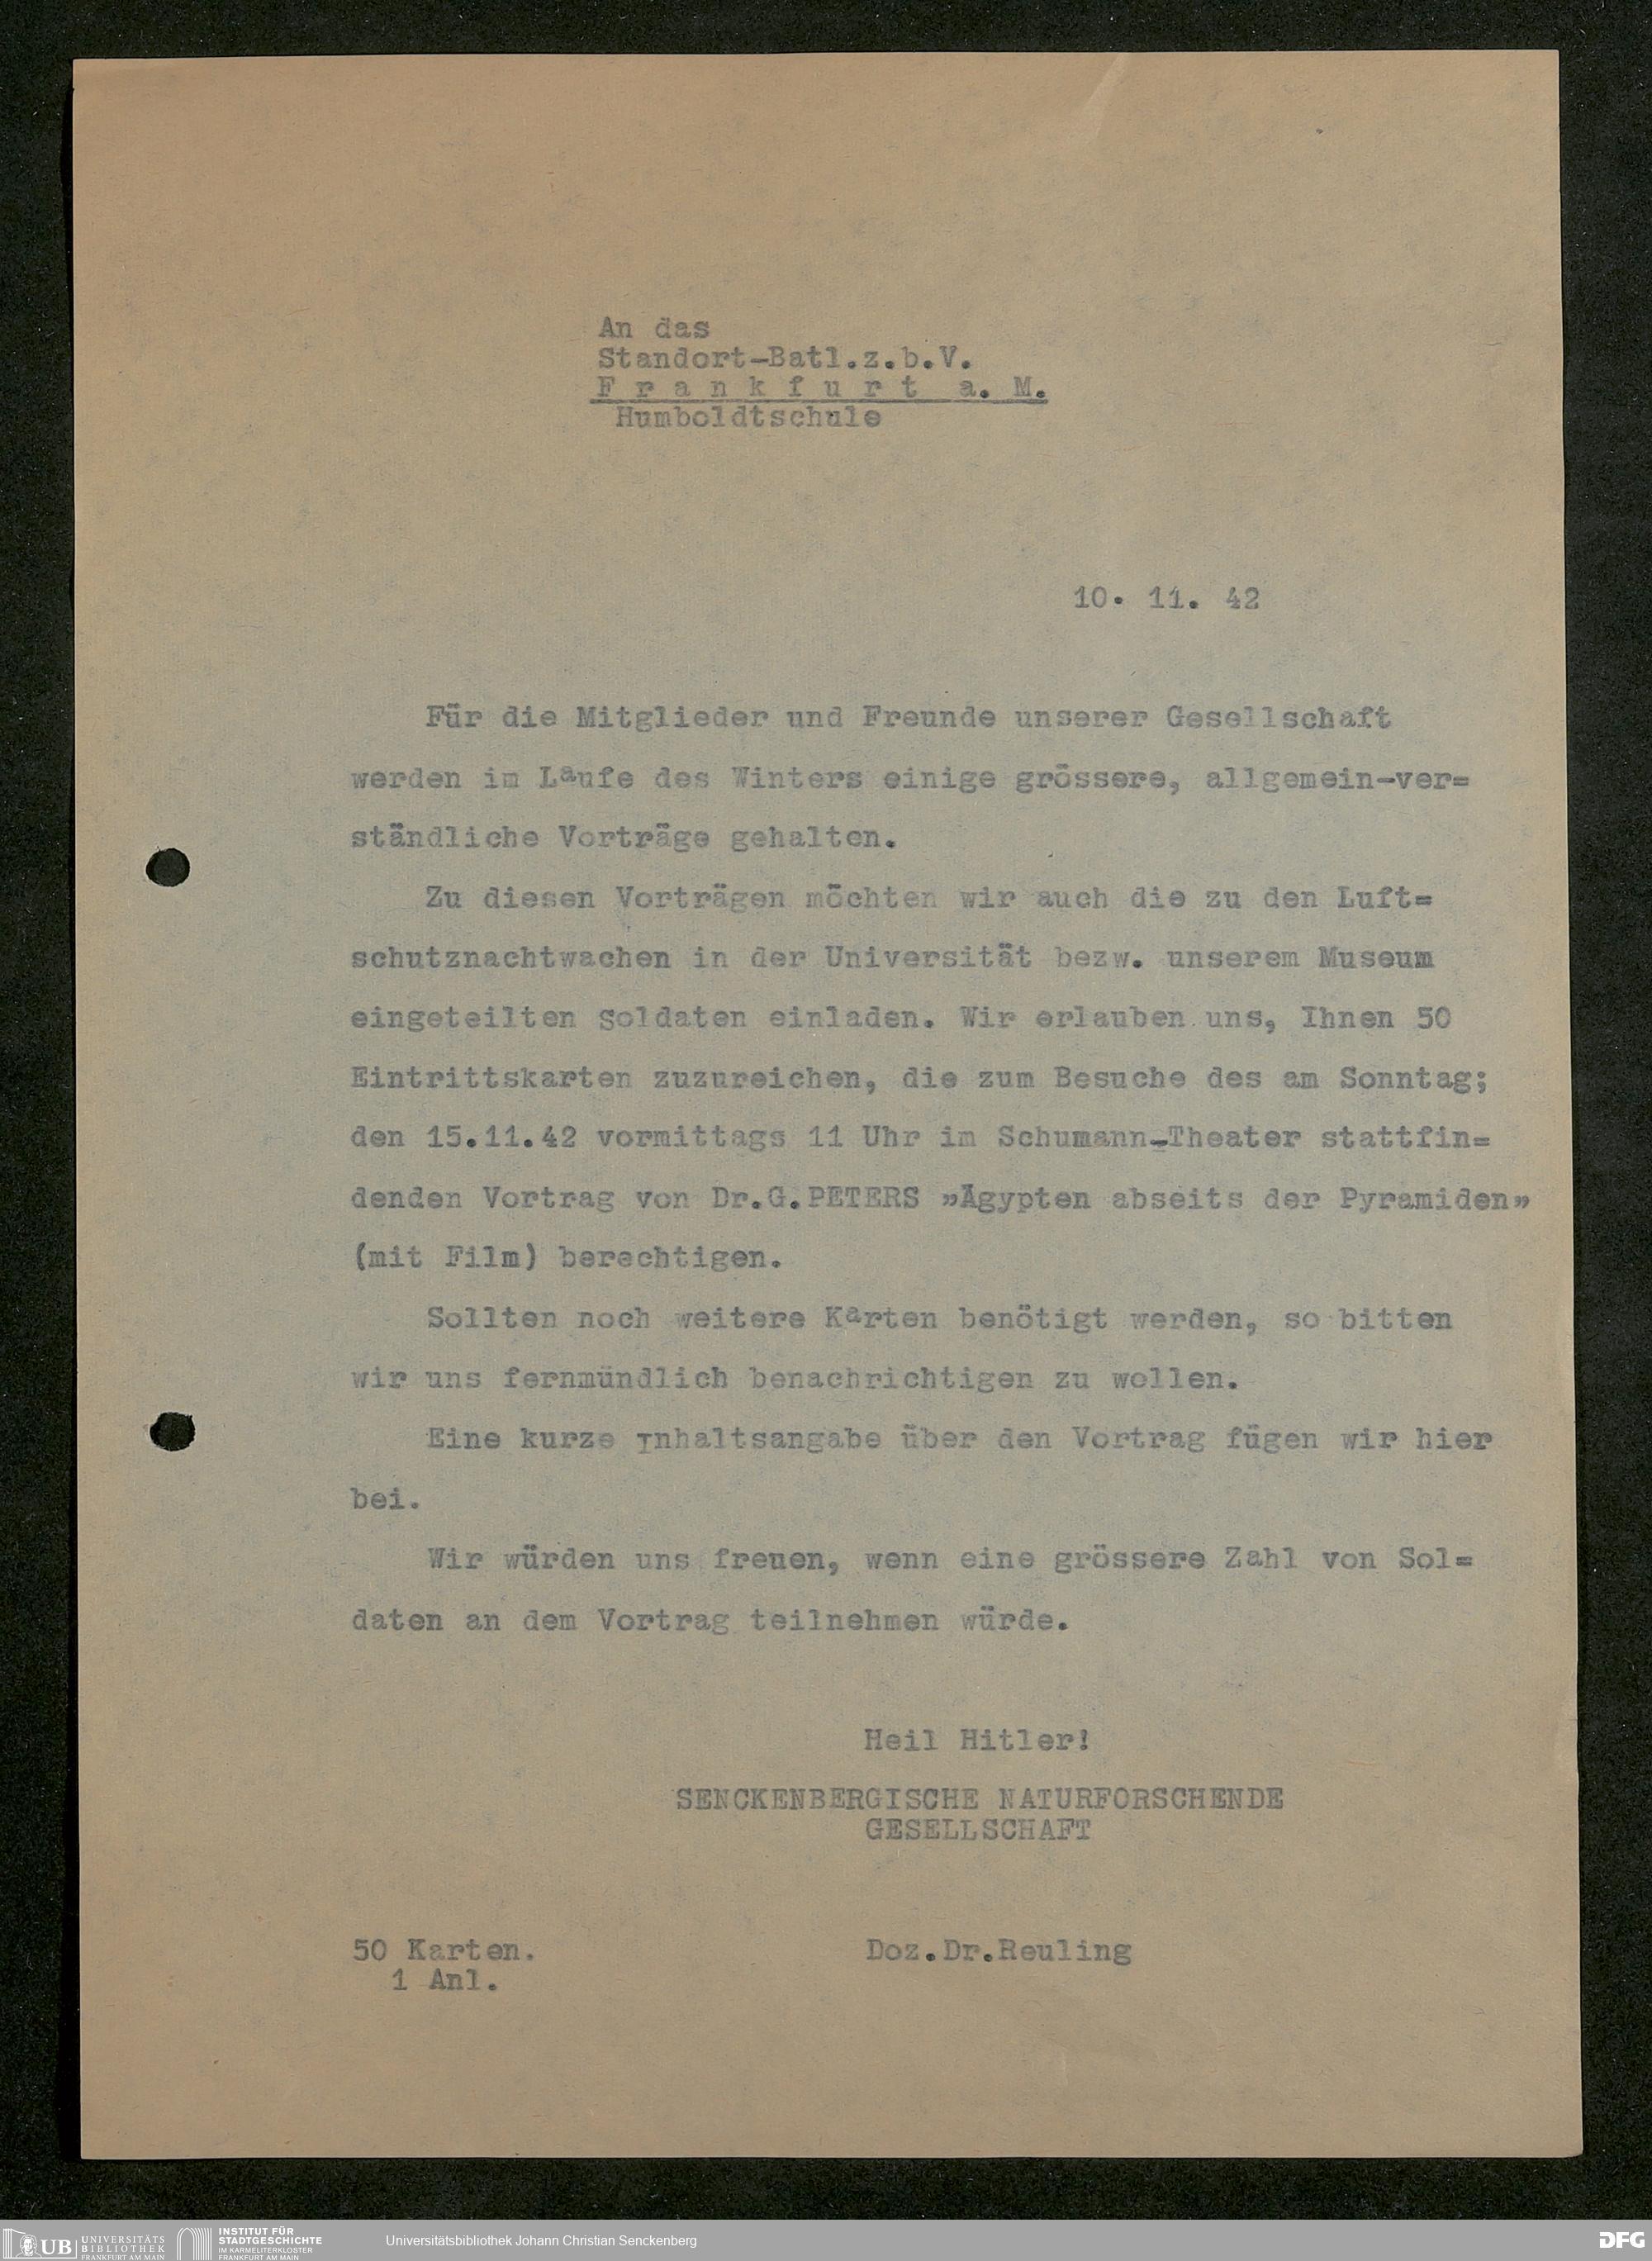 An das
Standort-Batl.z.b.V.
F r a n k f u r t  a. M.
Humboldtschule
10. 11. 42
Für die Mitglieder und Freunde unserer Gesellschaft
werden im Laufe des Winters einige grössere, allgemein-ver=
ständliche Vorträge gehalten.
Zu diesen Vorträgen möchten wir auch die zu den Luft=
schutznachtwachen in der Universität bezw. unserem Museum
eingeteilten Soldaten einladen. Wir erlauben uns, Ihnen 50
Eintrittskarten zuzureichen, die zum Besuche des am Sonntag;
den 15.11.42 vormittags 11 Uhr im Schumann-Theater stattfin=
denden Vortrag von Dr.G.PETERS »Ägypten abseits der Pyramiden»
(mit Film) berechtigen.
Sollten noch weitere Karten benötigt werden, so bitten
wir uns fernmündlich benachrichtigen zu wollen.
Eine kurze Inhaltsangabe über den Vortrag fügen wir hier
bei.
Wir würden uns freuen, wenn eine grössere Zahl von Sol=
daten an dem Vortrag teilnehmen würde.
Heil Hitler!
SENCKENBERGISCHE NATURFORSCHENDE
GESELLSCHAFT
50 Karten.
1 Anl.
Doz.Dr.Reuling
UB UNIVERSITÄTS
BIBLIOTHEK
FRANKFURT AM MAIN
INSTITUT FÜR
STADTGESCHICHTE
IM KARMELITERKLOSTER
FRANKFURT AM MAIN
Universitätsbibliothek Johann Christian Senckenberg
DFG